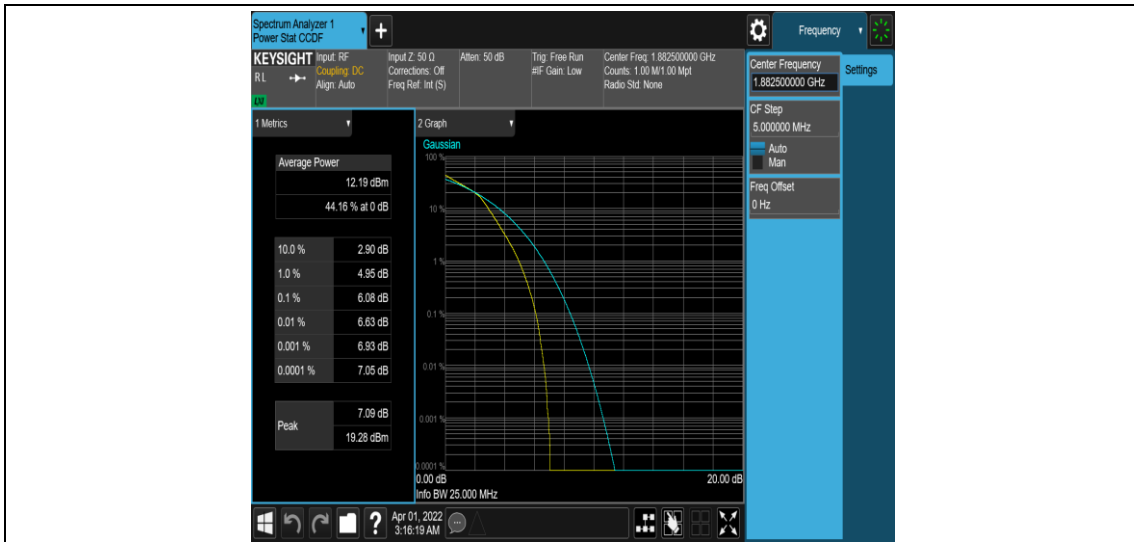 Spectrum Analyzer 1
Power Stat CCDF
Frequency
KEYSIGHT
RL
Input: RF
Coupling: DC
Align: Auto
Input Z: 50 Ω
Corrections: Off
Freq Ref: Int (S)
Atten: 50 dB
Trig: Free Run
#IF Gain: Low
Center Freq: 1.882500000 GHz
Counts: 1.00 M/1.00 Mpt
Radio Std: None
Center Frequency
1.882500000 GHz
Settings
CF Step
5.000000 MHz
Auto
Man
Freq Offset
0 Hz
1 Metrics
Average Power
12.19 dBm
44.16 % at 0 dB
10.0 % 2.90 dB
1.0 % 4.95 dB
0.1 % 6.08 dB
0.01 % 6.63 dB
0.001 % 6.93 dB
0.0001 % 7.05 dB
Peak 7.09 dB
19.28 dBm
2 Graph
Gaussian
100 %
10 %
1 %
0.1 %
0.01 %
0.001 %
0.0001 %
0.00 dB 20.00 dB
Info BW 25.000 MHz
Apr 01, 2022
3:16:19 AM